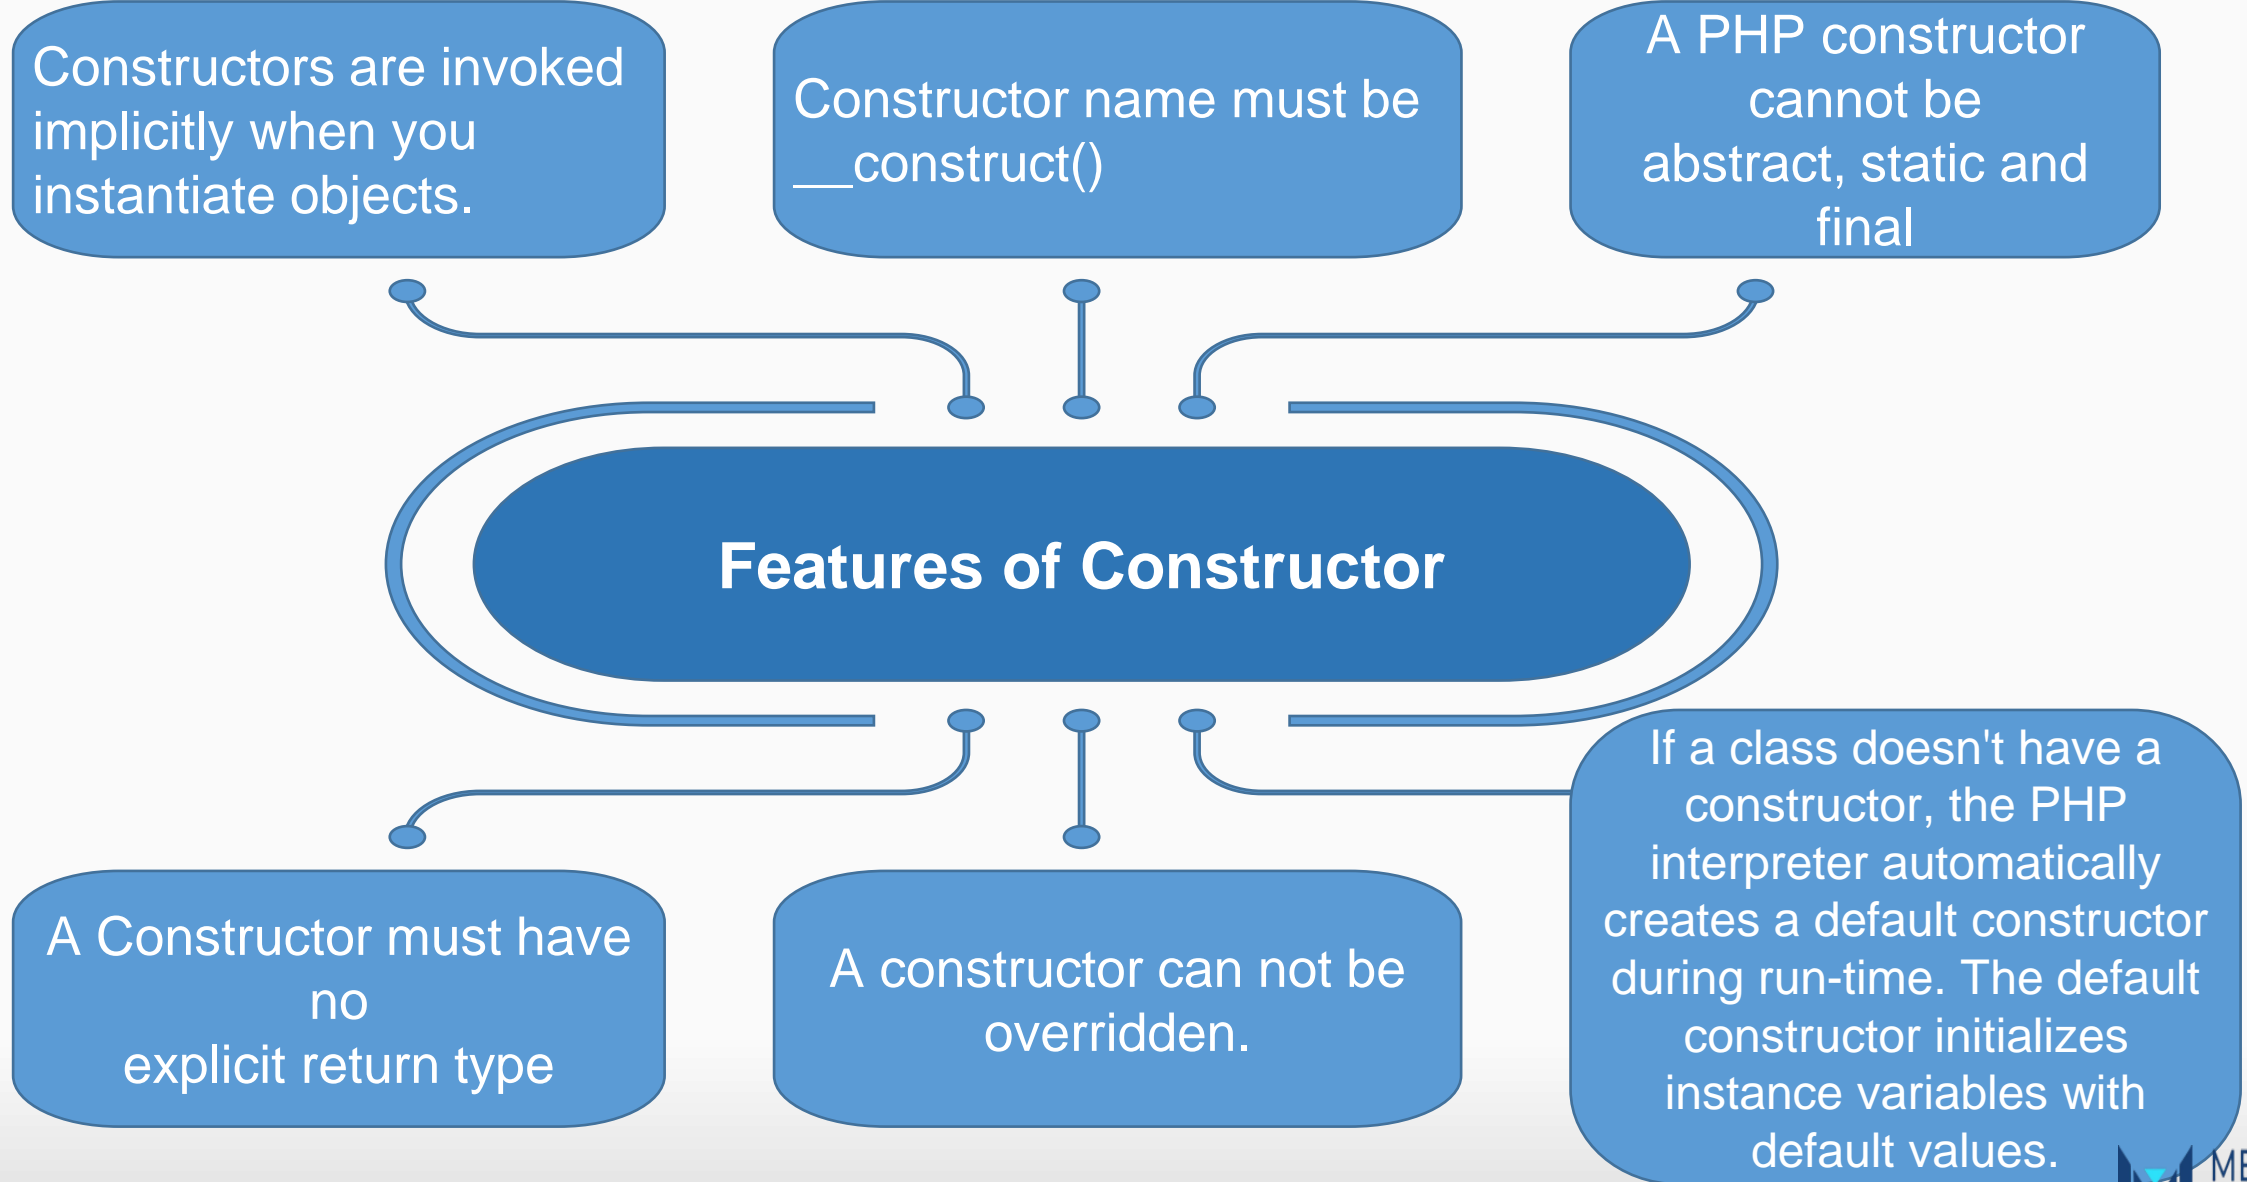 Constructors are invoked
implicitly when you
instantiate objects.
Constructor name must be
__construct()
A PHP constructor
cannot be
abstract, static and
final
Features of Constructor
A Constructor must have
no
explicit return type
A constructor can not be
overridden.
If a class doesn't have a
constructor, the PHP
interpreter automatically
creates a default constructor
during run-time. The default
constructor initializes
instance variables with
default values.